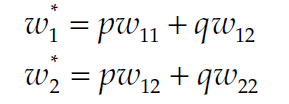 w₁* = pw₁₁ + qw₁₂
w₂* = pw₁₂ + qw₂₂